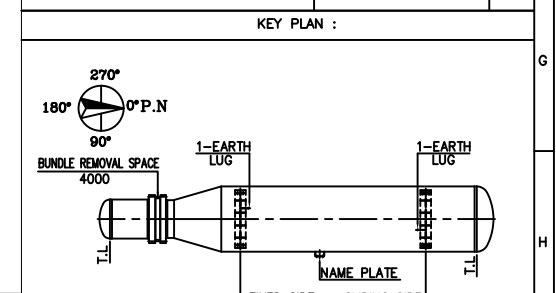 KEY PLAN :
G
270°
180°
0°P.N
90°
1-EARTH
LUG
1-EARTH
LUG
BUNDLE REMOVAL SPACE
4000
T.L
T.L
H
NAME PLATE